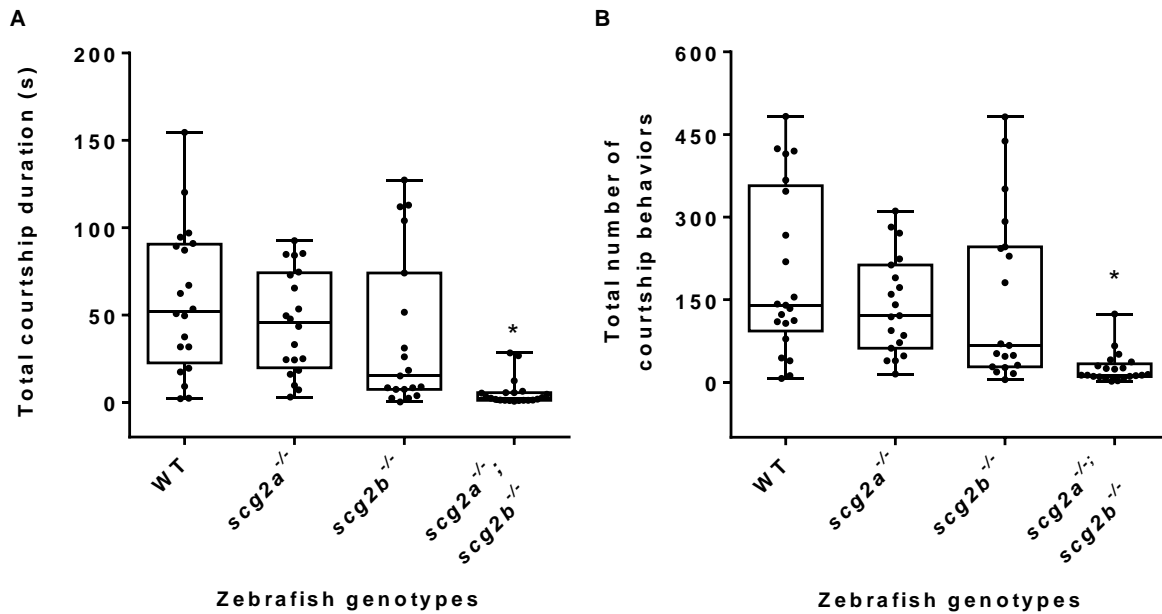 A
Total courtship duration (s)
200
150
100
50
0
*
WT
scg2a-/-
scg2b-/-
scg2a-/-;
scg2b-/-
Zebrafish genotypes
B
Total number of
courtship behaviors
600
450
300
150
0
*
WT
scg2a-/-
scg2b-/-
scg2a-/-;
scg2b-/-
Zebrafish genotypes